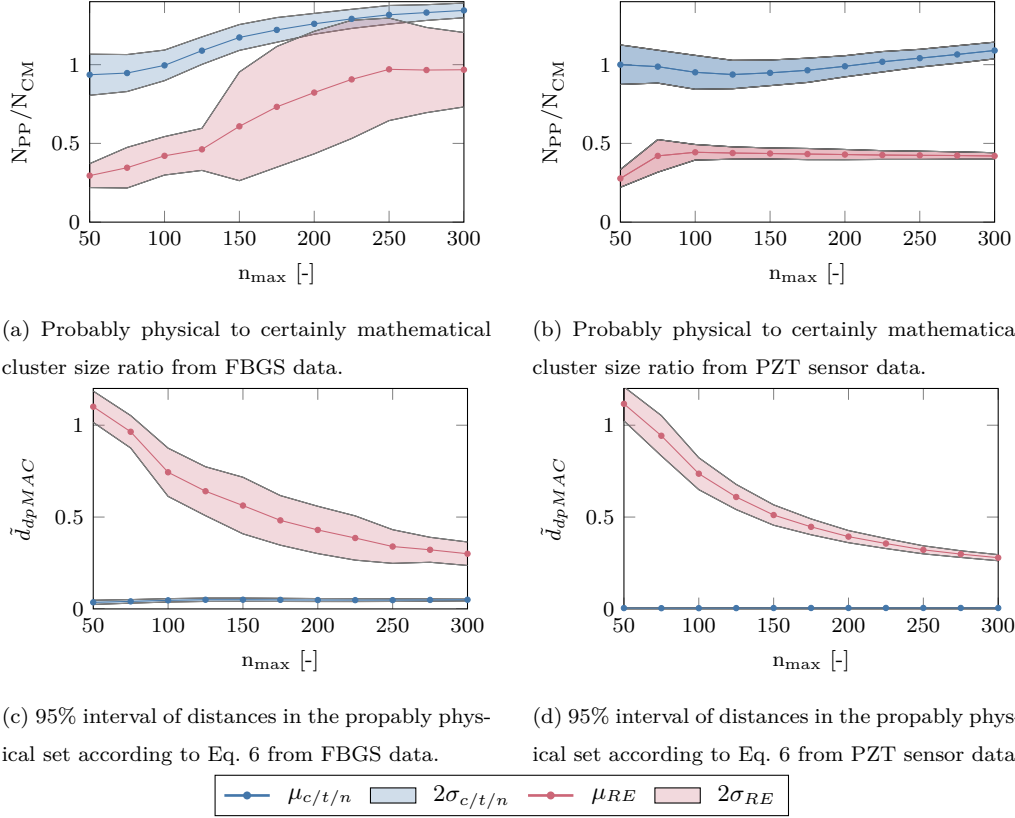 1
0.5
0
50 100 150 200 250 300
N_PP/N_CM
n_max [-]
1
0.5
0
50 100 150 200 250 300
N_PP/N_CM
n_max [-]
(a) Probably physical to certainly mathematical
cluster size ratio from FBGS data.
(b) Probably physical to certainly mathematica
cluster size ratio from PZT sensor data.
1
0.5
0
50 100 150 200 250 300
d̃_dpMAC
n_max [-]
1
0.5
0
50 100 150 200 250 300
d̃_dpMAC
n_max [-]
(c) 95% interval of distances in the propably phys-
ical set according to Eq. 6 from FBGS data.
(d) 95% interval of distances in the propably phys-
ical set according to Eq. 6 from PZT sensor data
μ_c/t/n 2σ_c/t/n μ_RE 2σ_RE